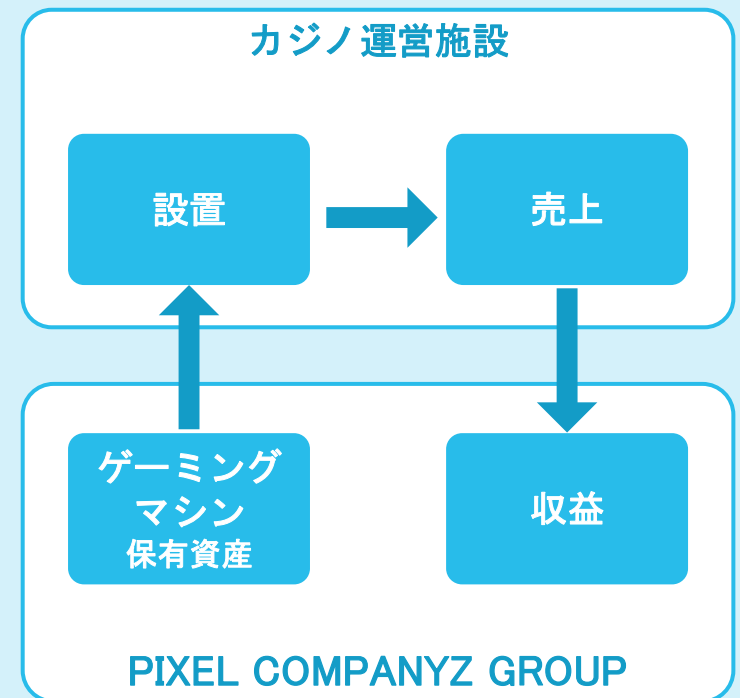 カジノ運営施設
設置
売上
ゲーミング
マシン
保有資産
収益
PIXEL COMPANYZ GROUP